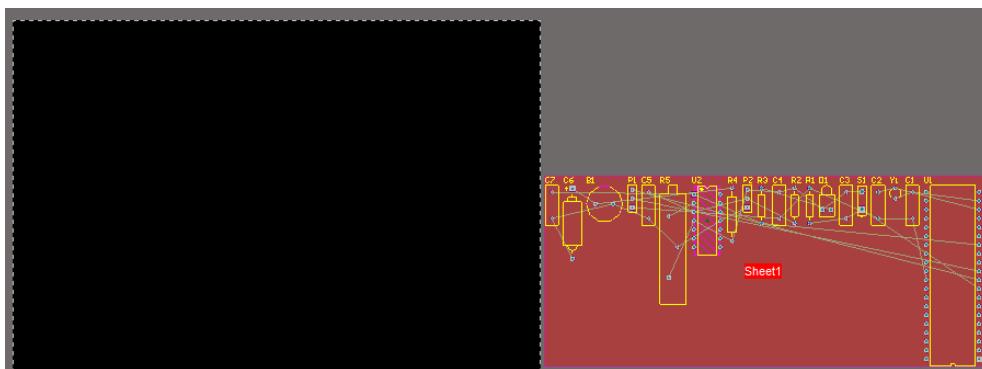 C7 C6 B1 P1 C5 R5 U2 R4 P2 R3 C4 R2 R1 D1 C3 S1 C2 Y1 C1 U1
+
Sheet1